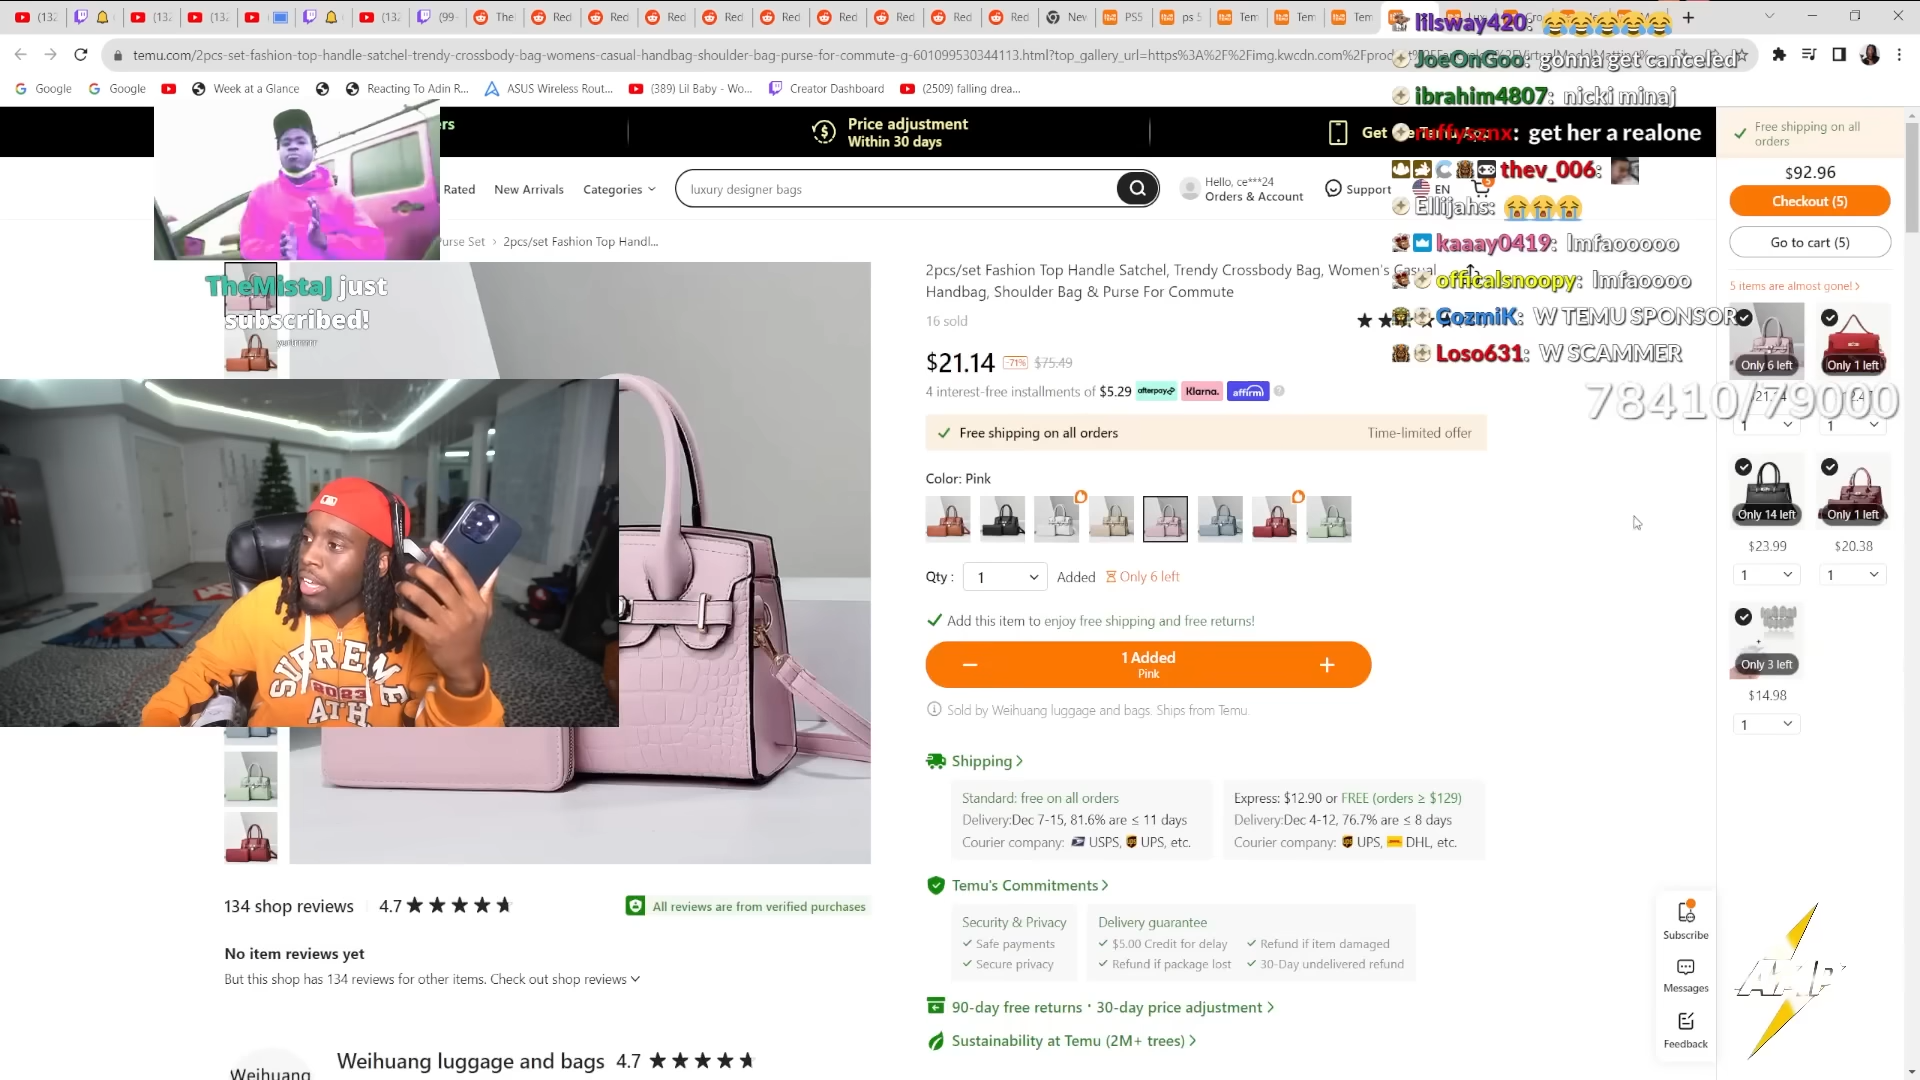 temu.com/2pcs-set-fashion-top-handle-satchel-trendy-crossbody-bag-womens-casual-handbag-shoulder-bag-purse-for-commute-g-601099530344113.html?top_gallery_url=https%3A%2F%2Fimg.kwcdn.com%2Fprod
Google
Google
Week at a Glance
Reacting To Adin R...
ASUS Wireless Rout...
(389) Lil Baby - Wo...
Creator Dashboard
(2509) falling drea...
lilsway420:
JoeOnGoo: gonna get canceled
ibrahim4807: nicki minaj
get her a realone
thev_006:
Ellijahs:
kaaay0419: lmfaooooo
officalsnoopy: lmfaoooo
CozmiK: W TEMU SPONSOR
Loso631: W SCAMMER
78410/79000
Price adjustment
Within 30 days
Get
Rated
New Arrivals
Categories
luxury designer bags
Hello, ce***24
Orders & Account
Support
EN
2pcs/set Fashion Top Handl...
TheMistaJ just
subscribed!
2pcs/set Fashion Top Handle Satchel, Trendy Crossbody Bag, Women's Casual
Handbag, Shoulder Bag & Purse For Commute
16 sold
$21.14 -71% $75.49
4 interest-free installments of $5.29 afterpay Klarna. affirm
Free shipping on all orders
Time-limited offer
Color: Pink
Qty : 1 Added Only 6 left
Add this item to enjoy free shipping and free returns!
1 Added
Pink
Sold by Weihuang luggage and bags. Ships from Temu.
Shipping
Standard: free on all orders
Delivery:Dec 7-15, 81.6% are ≤ 11 days
Courier company: USPS, UPS, etc.
Express: $12.90 or FREE (orders ≥ $129)
Delivery:Dec 4-12, 76.7% are ≤ 8 days
Courier company: UPS, DHL, etc.
Temu's Commitments
Security & Privacy
Safe payments
Secure privacy
Delivery guarantee
$5.00 Credit for delay
Refund if item damaged
Refund if package lost
30-Day undelivered refund
90-day free returns · 30-day price adjustment
Sustainability at Temu (2M+ trees)
SUPREME
2023
ATH
134 shop reviews 4.7
All reviews are from verified purchases
No item reviews yet
But this shop has 134 reviews for other items. Check out shop reviews
Weihuang
Weihuang luggage and bags 4.7
Free shipping on all
orders
$92.96
Checkout (5)
Go to cart (5)
5 items are almost gone!
Only 6 left
Only 1 left
1
1
Only 14 left
Only 1 left
$23.99
$20.38
1
1
Only 3 left
$14.98
1
Subscribe
Messages
Feedback
AMP